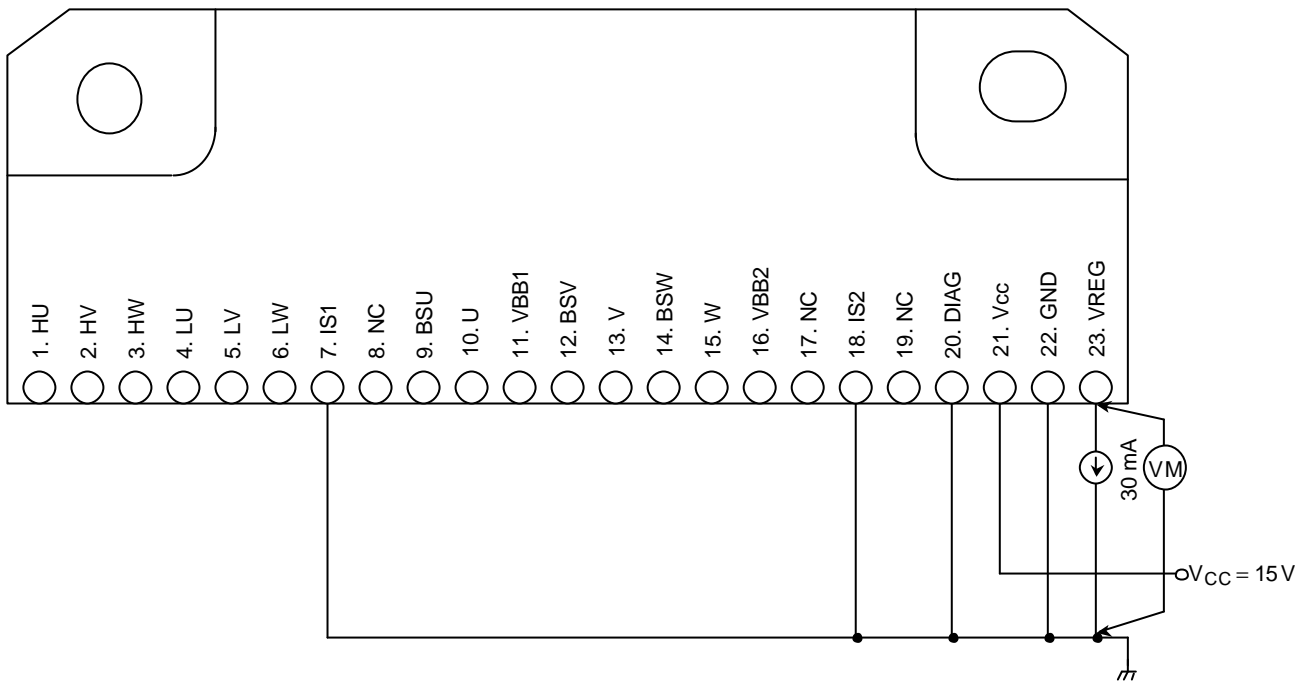 1. HU
2. HV
3. HW
4. LU
5. LV
6. LW
7. IS1
8. NC
9. BSU
10. U
11. VBB1
12. BSV
13. V
14. BSW
15. W
16. VBB2
17. NC
18. IS2
19. NC
20. DIAG
21. Vcc
22. GND
23. VREG
30 mA
VM
VCC = 15 V